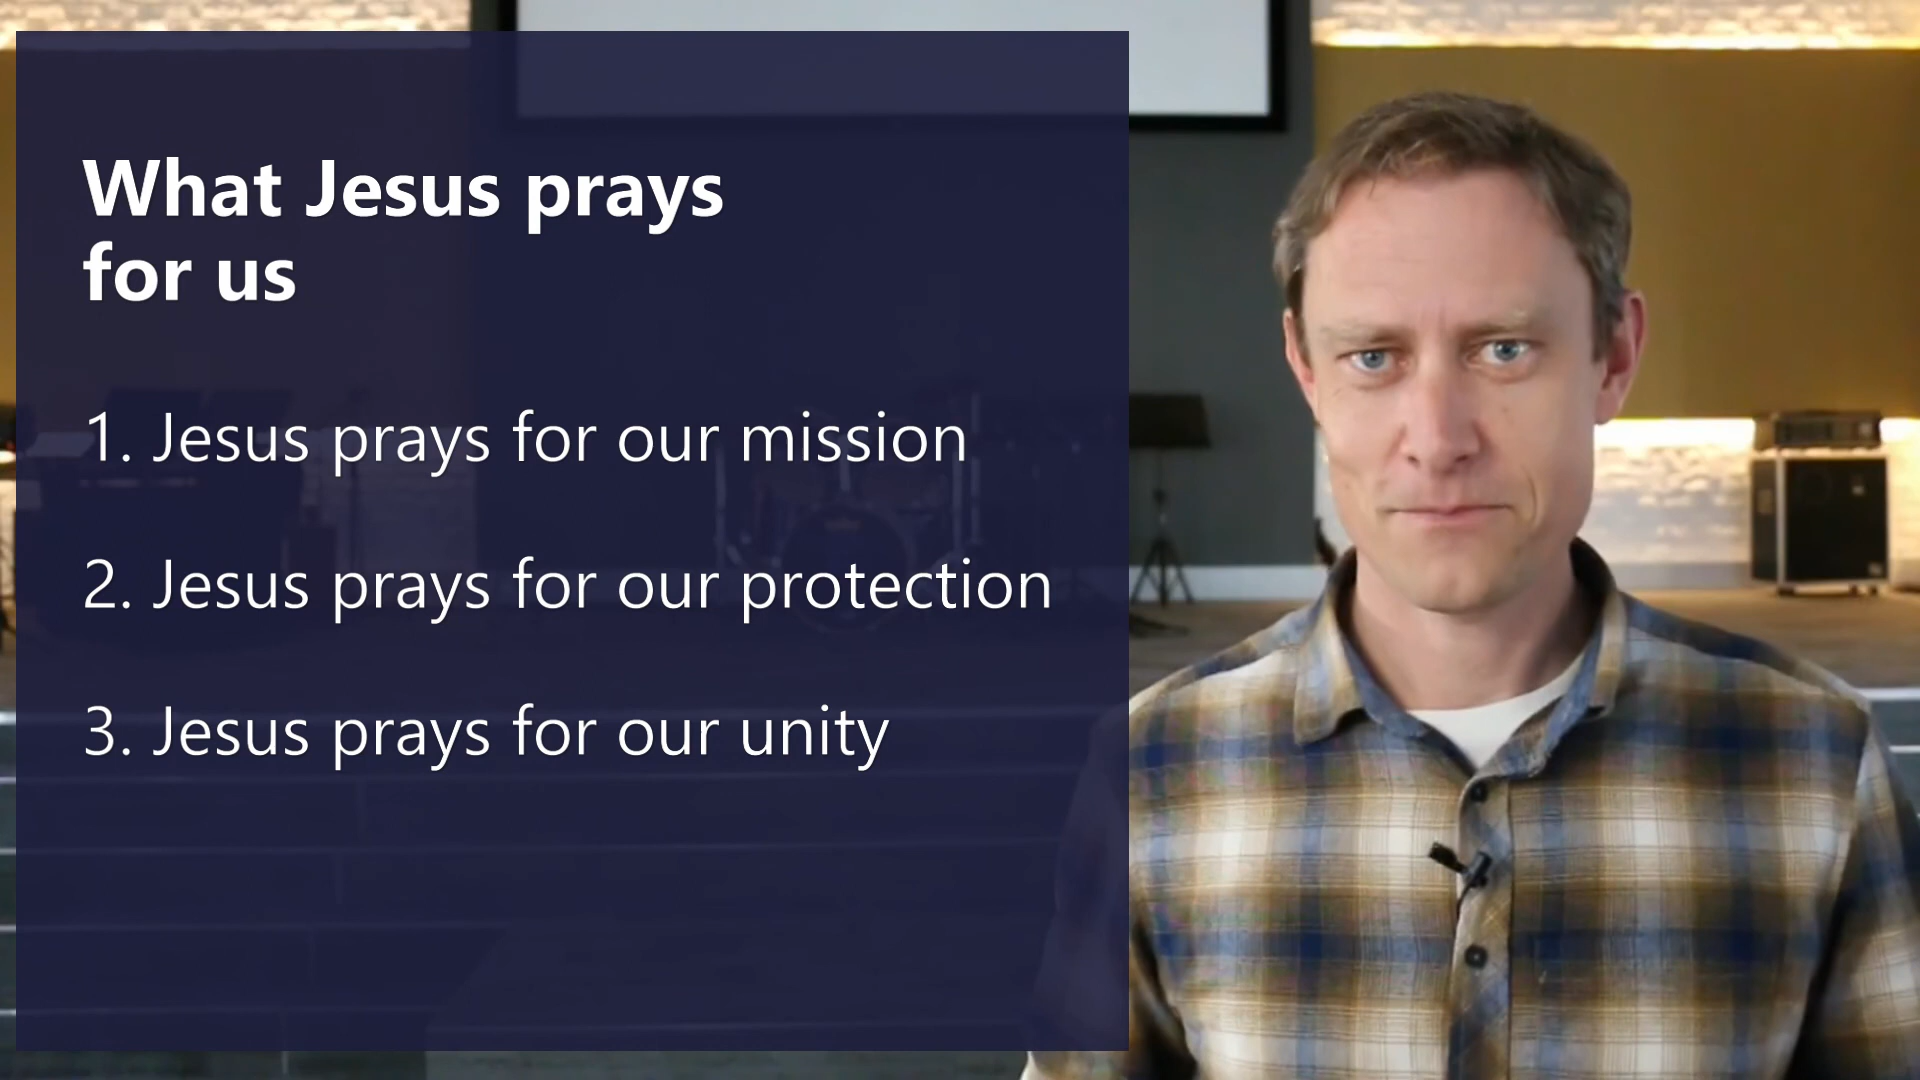 What Jesus prays
for us
1. Jesus prays for our mission
2. Jesus prays for our protection
3. Jesus prays for our unity